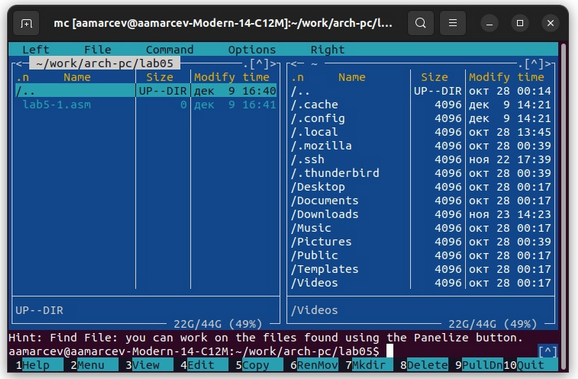 mc [aamarcev@aamarcev-Modern-14-C12M]:~/work/arch-pc/l...
Left File Command Options Right
<─ ~/work/arch-pc/lab05 ─.[^]>
.n Name Size Modify time
/.. UP--DIR дек 9 16:40
lab5-1.asm 0 дек 9 16:41
UP--DIR
22G/44G (49%)
<─ ~ ─.[^]>
.n Name Size Modify time
/.. UP--DIR окт 28 00:14
/.cache 4096 дек 9 14:21
/.config 4096 дек 9 14:21
/.local 4096 окт 28 13:45
/.mozilla 4096 окт 28 00:39
/.ssh 4096 ноя 22 17:39
/.thunderbird 4096 окт 28 00:39
/Desktop 4096 окт 28 00:17
/Documents 4096 окт 28 00:17
/Downloads 4096 ноя 23 14:23
/Music 4096 окт 28 00:17
/Pictures 4096 окт 28 00:39
/Public 4096 окт 28 00:17
/Templates 4096 окт 28 00:17
/Videos 4096 окт 28 00:17
/Videos
22G/44G (49%)
Hint: Find File: you can work on the files found using the Panelize button.
aamarcev@aamarcev-Modern-14-C12M:~/work/arch-pc/lab05$ [^]
1Help 2Menu 3View 4Edit 5Copy 6RenMov 7Mkdir 8Delete 9PullDn 10Quit